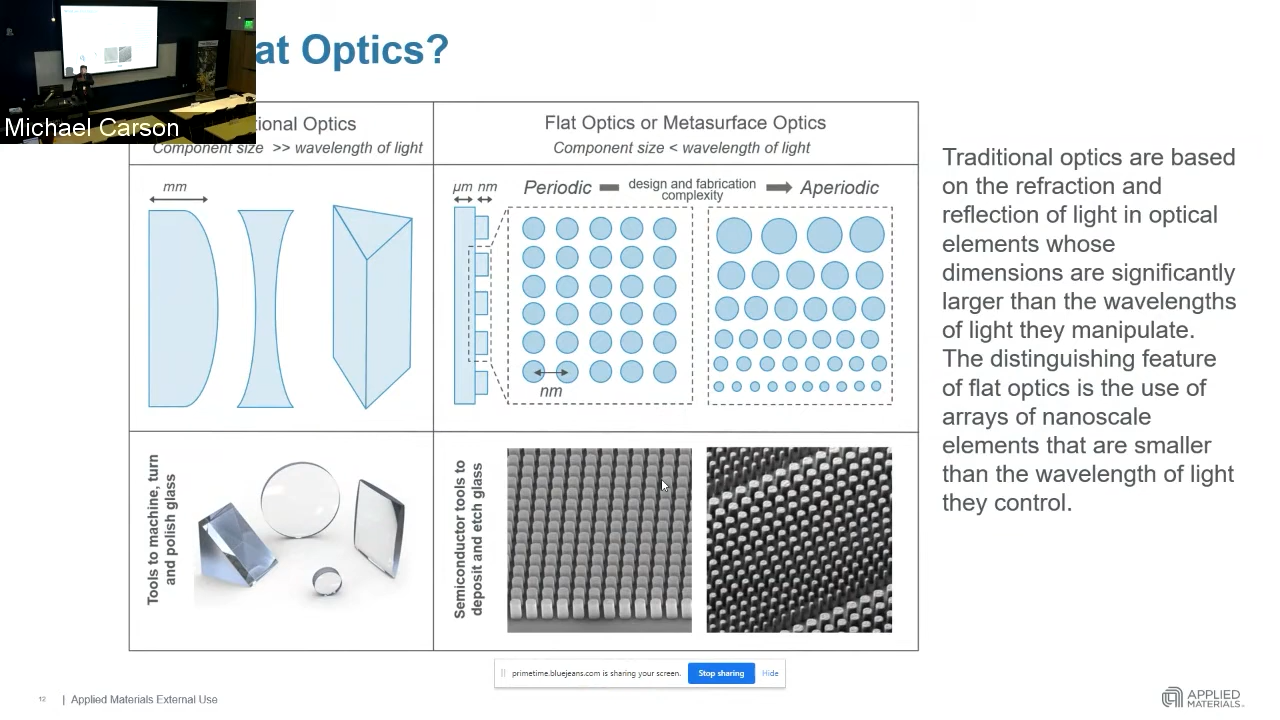 at Optics?
Michael Carson
tional Optics
Component size >> wavelength of light
Flat Optics or Metasurface Optics
Component size < wavelength of light
mm
µm nm
Periodic
design and fabrication
complexity
Aperiodic
nm
Tools to machine, turn
and polish glass
Semiconductor tools to
deposit and etch glass
Traditional optics are based
on the refraction and
reflection of light in optical
elements whose
dimensions are significantly
larger than the wavelengths
of light they manipulate.
The distinguishing feature
of flat optics is the use of
arrays of nanoscale
elements that are smaller
than the wavelength of light
they control.
primetime.bluejeans.com is sharing your screen.
Stop sharing
Hide
12 | Applied Materials External Use
APPLIED
MATERIALS